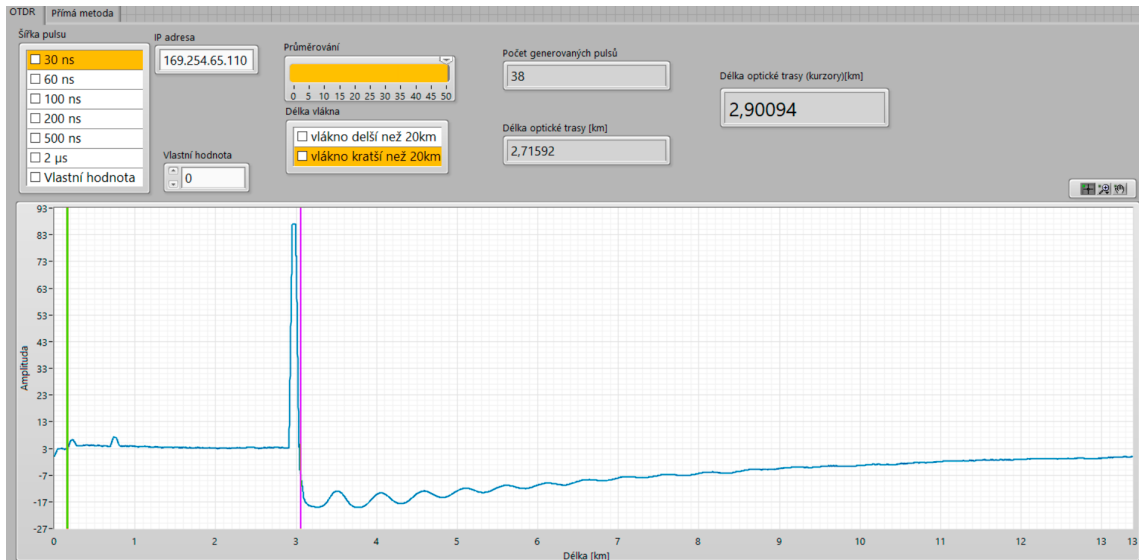 OTDR Přímá metoda
Šířka pulsu
30 ns
60 ns
100 ns
200 ns
500 ns
2 µs
Vlastní hodnota
IP adresa
169.254.65.110
Vlastní hodnota
0
Průměrování
0 5 10 15 20 25 30 35 40 45 50
Délka vlákna
vlákno delší než 20km
vlákno kratší než 20km
Počet generovaných pulsů
38
Délka optické trasy [km]
2,71592
Délka optické trasy (kurzory)[km]
2,90094
Amplituda
93
83
73
63
53
43
33
23
13
3
-7
-17
-27
0 1 2 3 4 5 6 7 8 9 10 11 12 13 13
Délka [km]